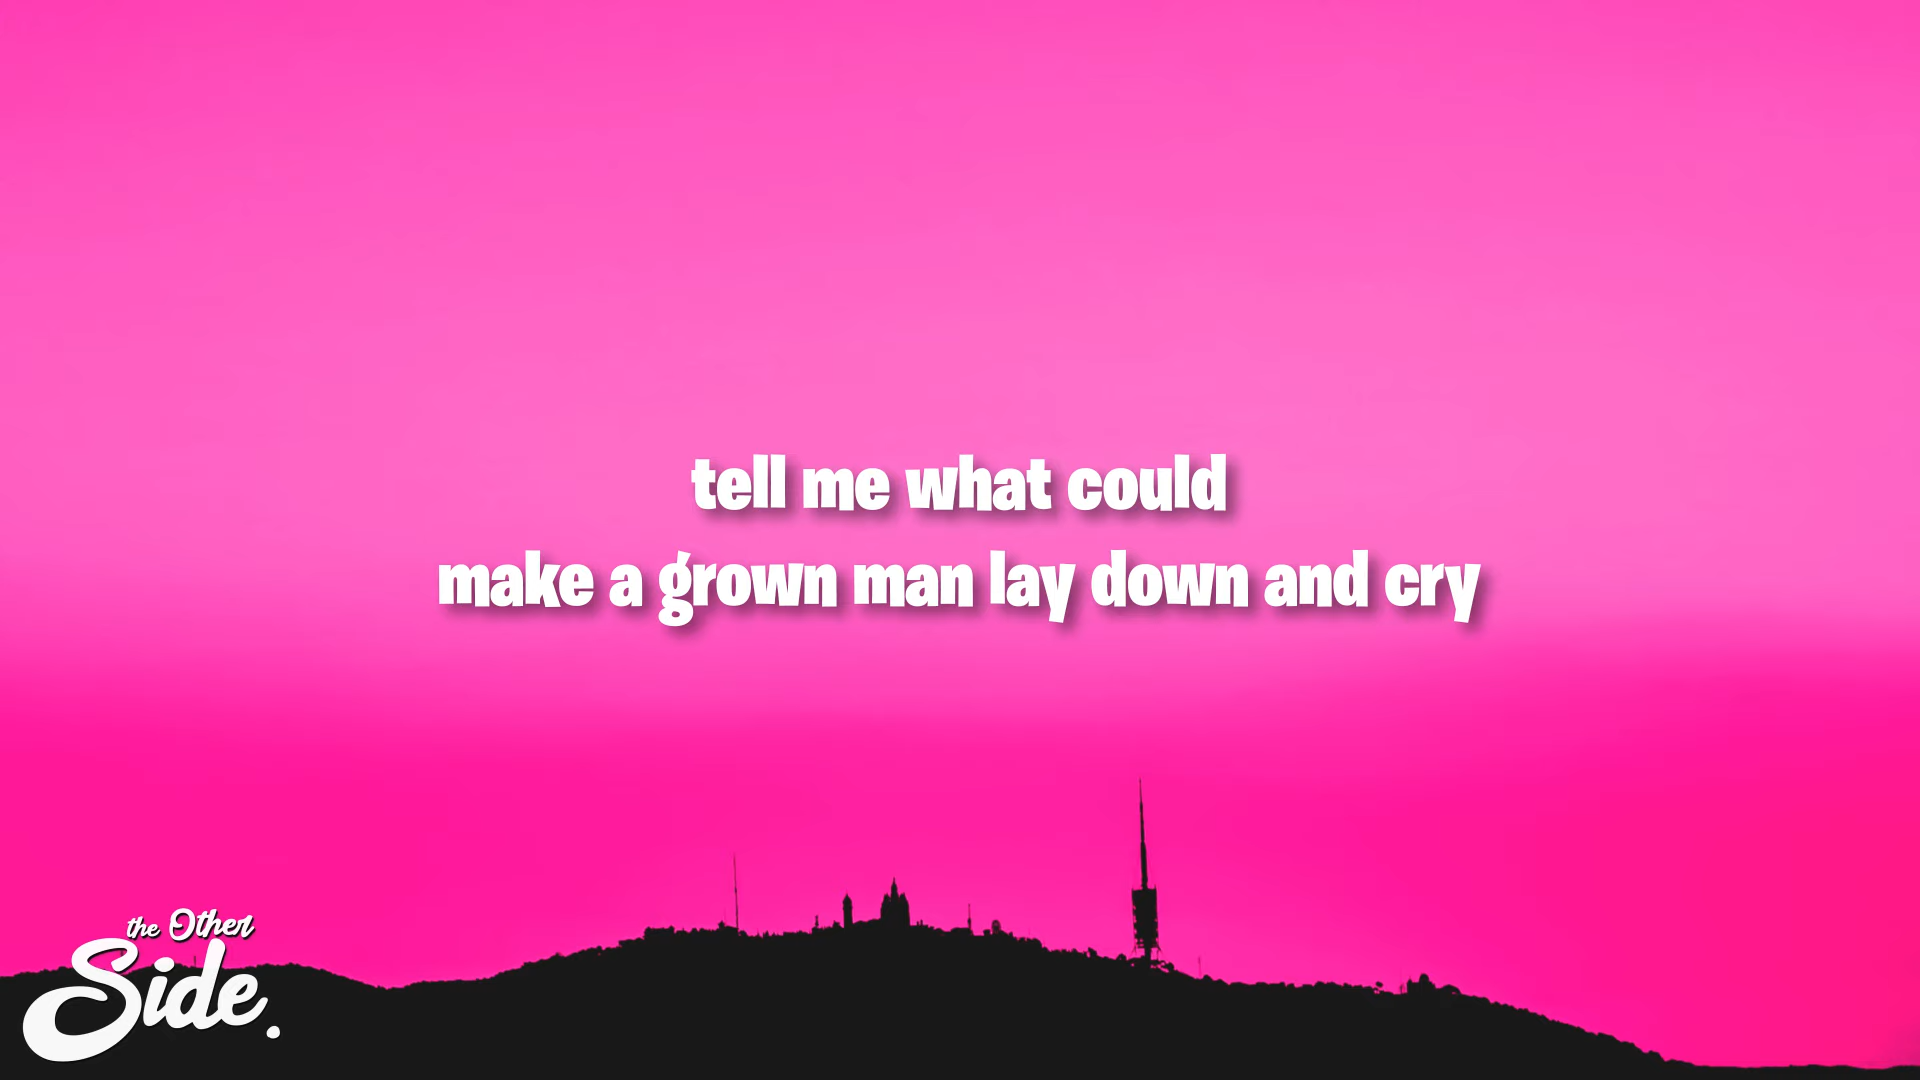 tell me what could
make a grown man lay down and cry
the Other
Side.